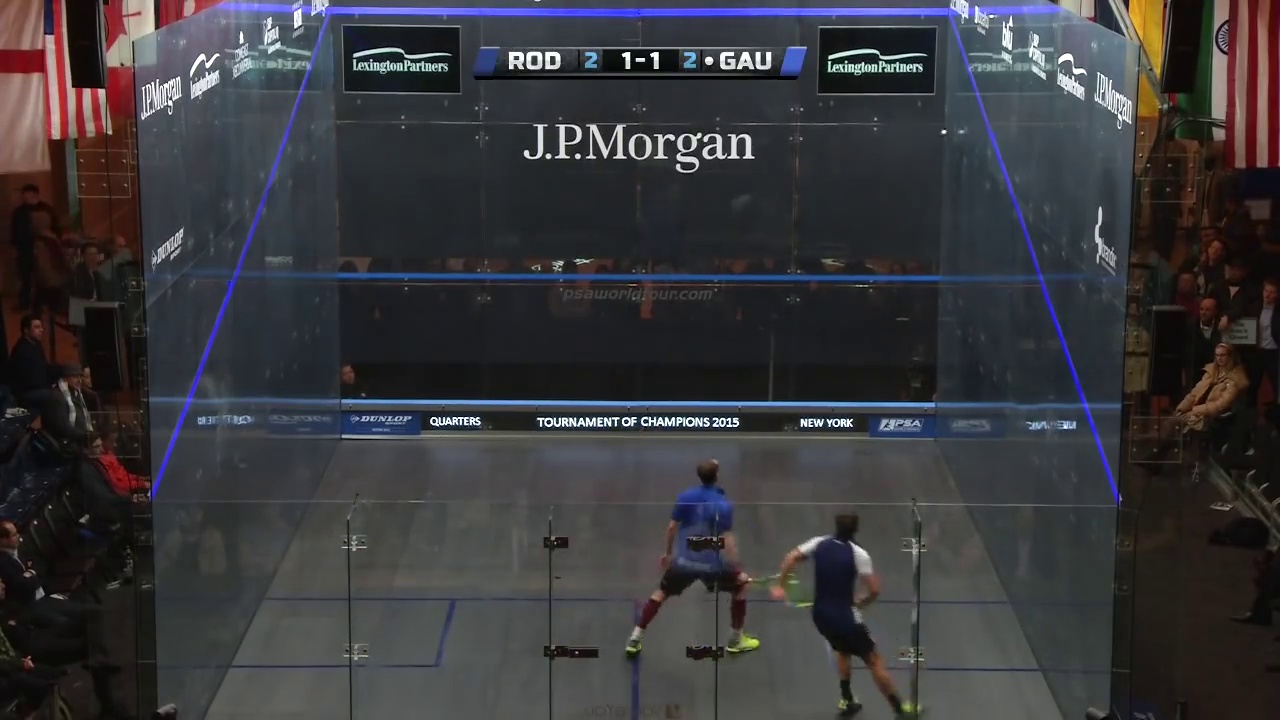 LexingtonPartners
ROD 2 1-1 2 • GAU
LexingtonPartners
J.P.Morgan
J.P.Morgan
J.P.Morgan
DUNLOP
psaworldtour.com
DUNLOP
QUARTERS
TOURNAMENT OF CHAMPIONS 2015
NEW YORK
PSA